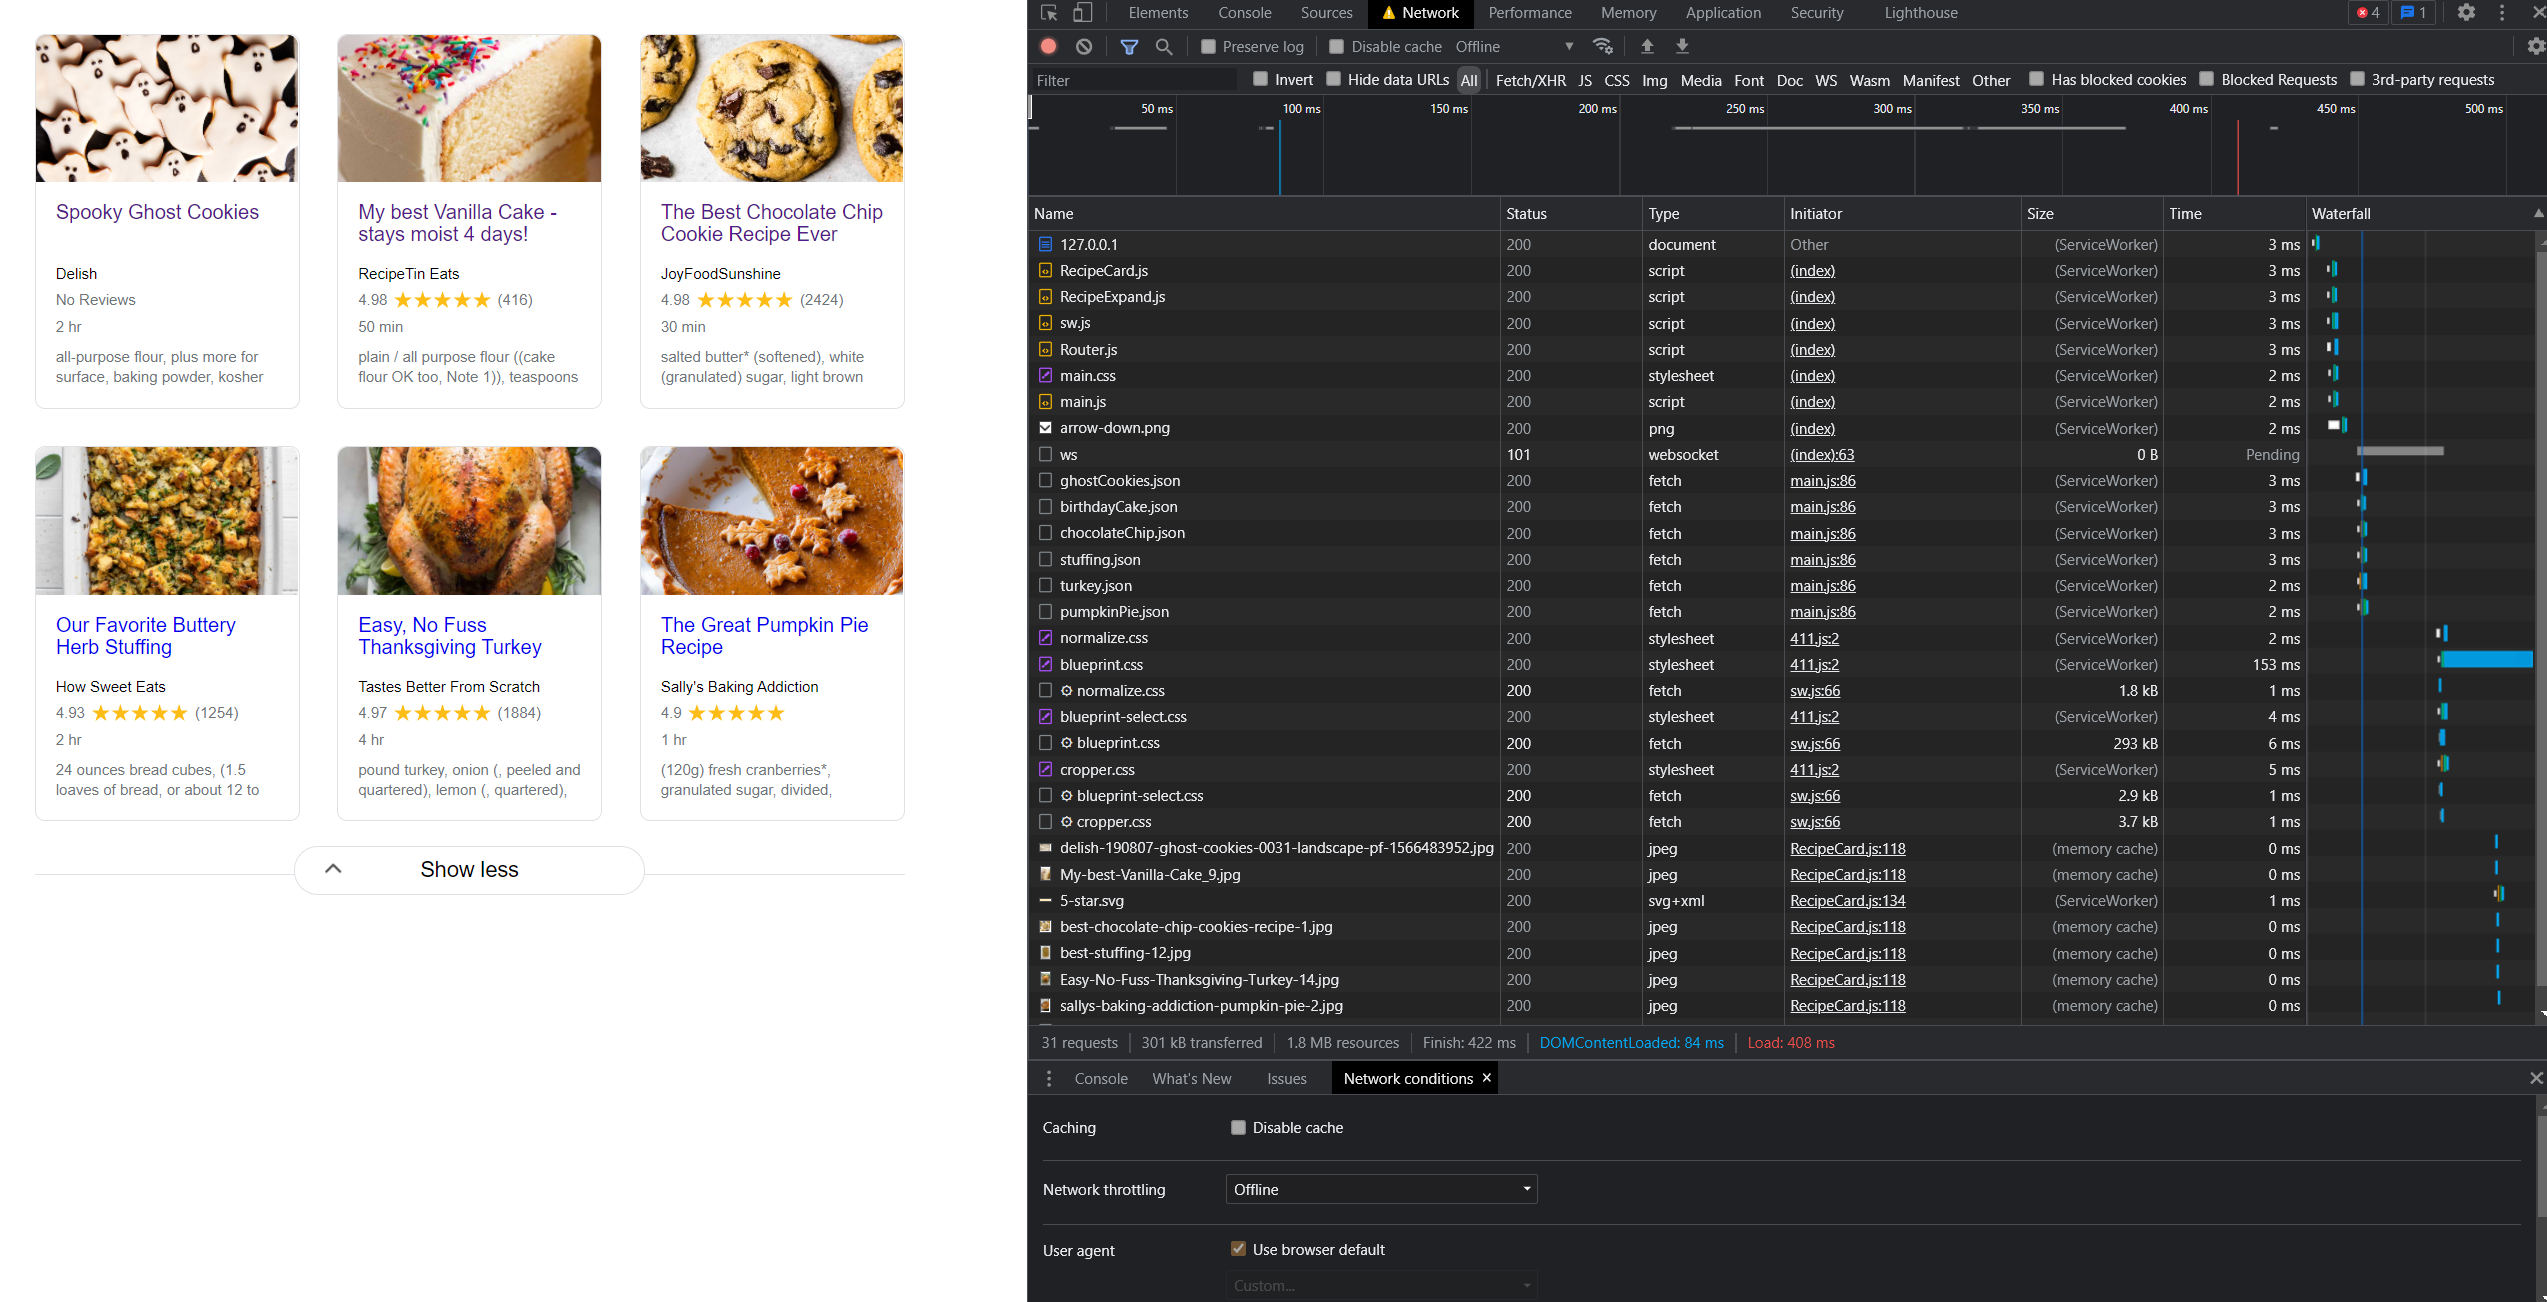 Spooky Ghost Cookies
Delish
No Reviews
2 hr
all-purpose flour, plus more for
surface, baking powder, kosher
My best Vanilla Cake -
stays moist 4 days!
RecipeTin Eats
4.98 (416)
50 min
plain / all purpose flour ((cake
flour OK too, Note 1)), teaspoons
The Best Chocolate Chip
Cookie Recipe Ever
JoyFoodSunshine
4.98 (2424)
30 min
salted butter* (softened), white
(granulated) sugar, light brown
Our Favorite Buttery
Herb Stuffing
How Sweet Eats
4.93 (1254)
2 hr
24 ounces bread cubes, (1.5
loaves of bread, or about 12 to
Easy, No Fuss
Thanksgiving Turkey
Tastes Better From Scratch
4.97 (1884)
4 hr
pound turkey, onion (, peeled and
quartered), lemon (, quartered),
The Great Pumpkin Pie
Recipe
Sally's Baking Addiction
4.9
1 hr
(120g) fresh cranberries*,
granulated sugar, divided,
Show less
Elements Console Sources Network Performance Memory Application Security Lighthouse 4 1
Preserve log Disable cache Offline
Filter Invert Hide data URLs All Fetch/XHR JS CSS Img Media Font Doc WS Wasm Manifest Other Has blocked cookies Blocked Requests 3rd-party requests
50 ms 100 ms 150 ms 200 ms 250 ms 300 ms 350 ms 400 ms 450 ms 500 ms
Name Status Type Initiator Size Time Waterfall
127.0.0.1 200 document Other (ServiceWorker) 3 ms
RecipeCard.js 200 script (index) (ServiceWorker) 3 ms
RecipeExpand.js 200 script (index) (ServiceWorker) 3 ms
sw.js 200 script (index) (ServiceWorker) 3 ms
Router.js 200 script (index) (ServiceWorker) 3 ms
main.css 200 stylesheet (index) (ServiceWorker) 2 ms
main.js 200 script (index) (ServiceWorker) 2 ms
arrow-down.png 200 png (index) (ServiceWorker) 2 ms
ws 101 websocket (index):63 0 B Pending
ghostCookies.json 200 fetch main.js:86 (ServiceWorker) 3 ms
birthdayCake.json 200 fetch main.js:86 (ServiceWorker) 3 ms
chocolateChip.json 200 fetch main.js:86 (ServiceWorker) 3 ms
stuffing.json 200 fetch main.js:86 (ServiceWorker) 3 ms
turkey.json 200 fetch main.js:86 (ServiceWorker) 2 ms
pumpkinPie.json 200 fetch main.js:86 (ServiceWorker) 2 ms
normalize.css 200 stylesheet 411.js:2 (ServiceWorker) 2 ms
blueprint.css 200 stylesheet 411.js:2 (ServiceWorker) 153 ms
normalize.css 200 fetch sw.js:66 1.8 kB 1 ms
blueprint-select.css 200 stylesheet 411.js:2 (ServiceWorker) 4 ms
blueprint.css 200 fetch sw.js:66 293 kB 6 ms
cropper.css 200 stylesheet 411.js:2 (ServiceWorker) 5 ms
blueprint-select.css 200 fetch sw.js:66 2.9 kB 1 ms
cropper.css 200 fetch sw.js:66 3.7 kB 1 ms
delish-190807-ghost-cookies-0031-landscape-pf-1566483952.jpg 200 jpeg RecipeCard.js:118 (memory cache) 0 ms
My-best-Vanilla-Cake_9.jpg 200 jpeg RecipeCard.js:118 (memory cache) 0 ms
5-star.svg 200 svg+xml RecipeCard.js:134 (ServiceWorker) 1 ms
best-chocolate-chip-cookies-recipe-1.jpg 200 jpeg RecipeCard.js:118 (memory cache) 0 ms
best-stuffing-12.jpg 200 jpeg RecipeCard.js:118 (memory cache) 0 ms
Easy-No-Fuss-Thanksgiving-Turkey-14.jpg 200 jpeg RecipeCard.js:118 (memory cache) 0 ms
sallys-baking-addiction-pumpkin-pie-2.jpg 200 jpeg RecipeCard.js:118 (memory cache) 0 ms
31 requests 301 kB transferred 1.8 MB resources Finish: 422 ms DOMContentLoaded: 84 ms Load: 408 ms
Console What's New Issues Network conditions
Caching Disable cache
Network throttling Offline
User agent Use browser default
Custom...